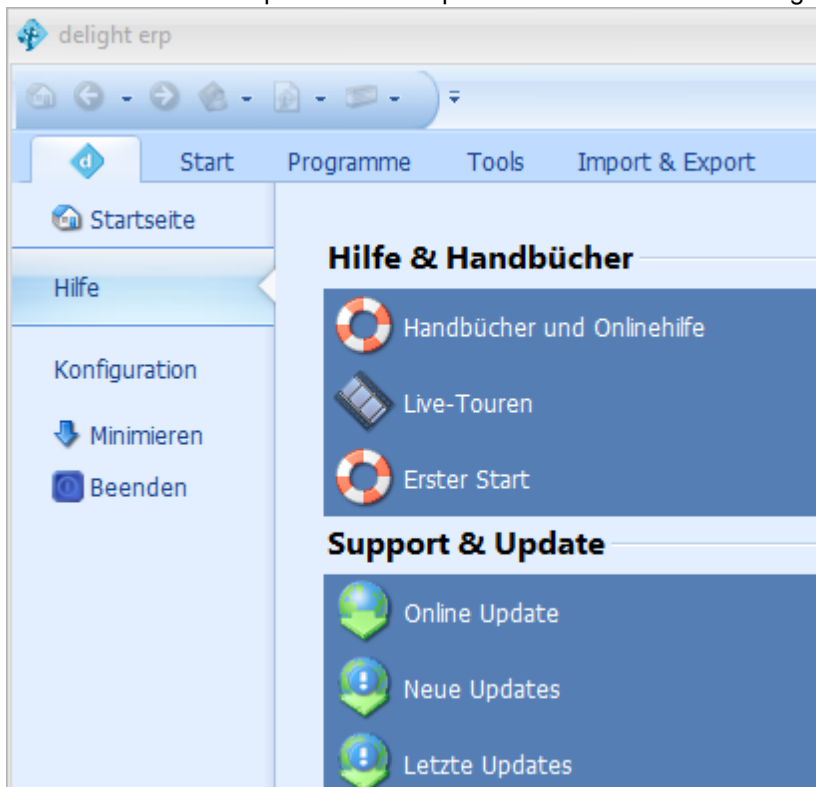 delight erp
Start Programme Tools Import & Export
Startseite
Hilfe
Konfiguration
Minimieren
Beenden
Hilfe & Handbücher
Handbücher und Onlinehilfe
Live-Touren
Erster Start
Support & Update
Online Update
Neue Updates
Letzte Updates